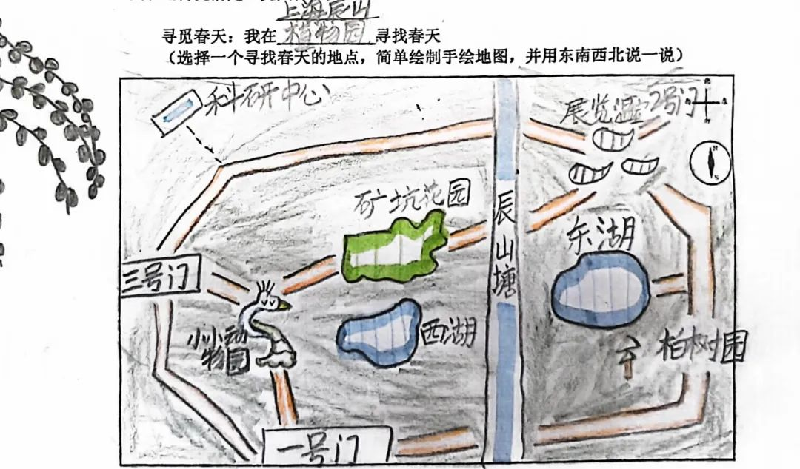 上海辰山
寻觅春天：我在植物园寻找春天
（选择一个寻找春天的地点，简单绘制手绘地图，并用东南西北说一说）
科研中心
展览温室
2号门
矿坑花园
辰山塘
东湖
三号门
小小动物园
西湖
柏树园
一号门